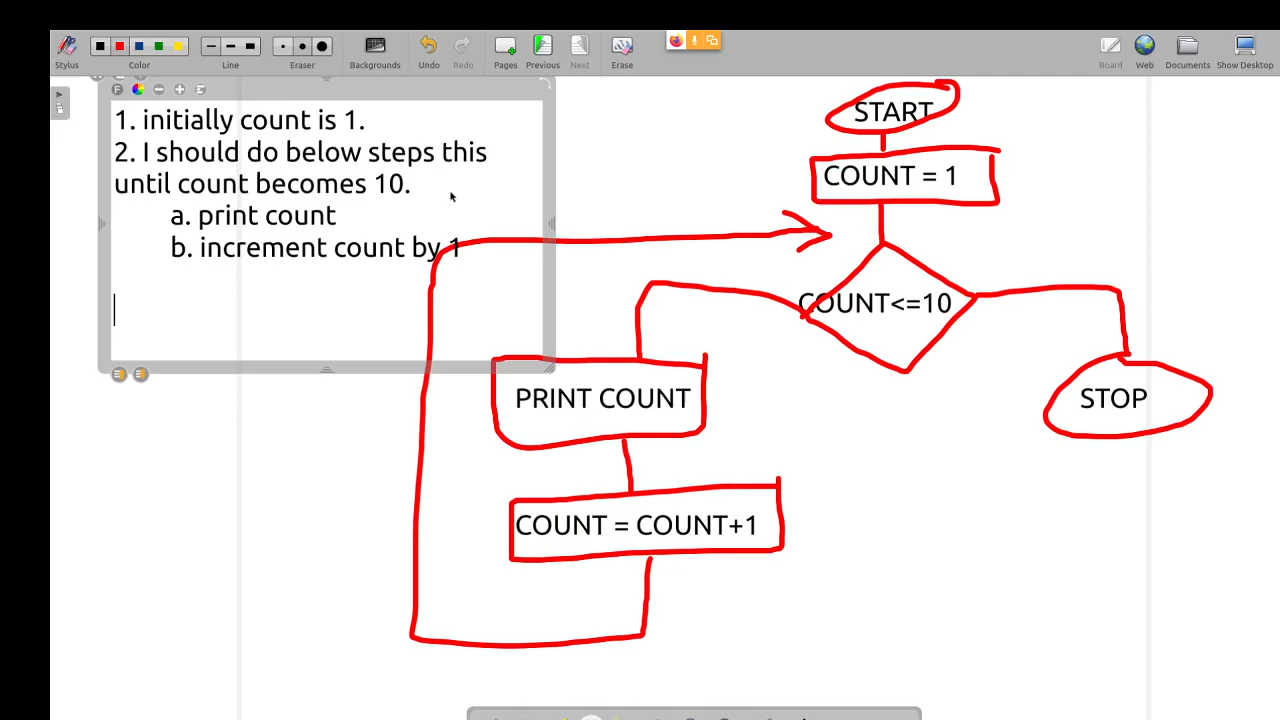 Stylus
Color
Line
Eraser
Backgrounds
Undo
Redo
Pages
Previous
Next
Erase
Board
Web
Documents
Show Desktop
1. initially count is 1.
2. I should do below steps this
until count becomes 10.
a. print count
b. increment count by 1
START
COUNT = 1
COUNT<=10
PRINT COUNT
STOP
COUNT = COUNT+1